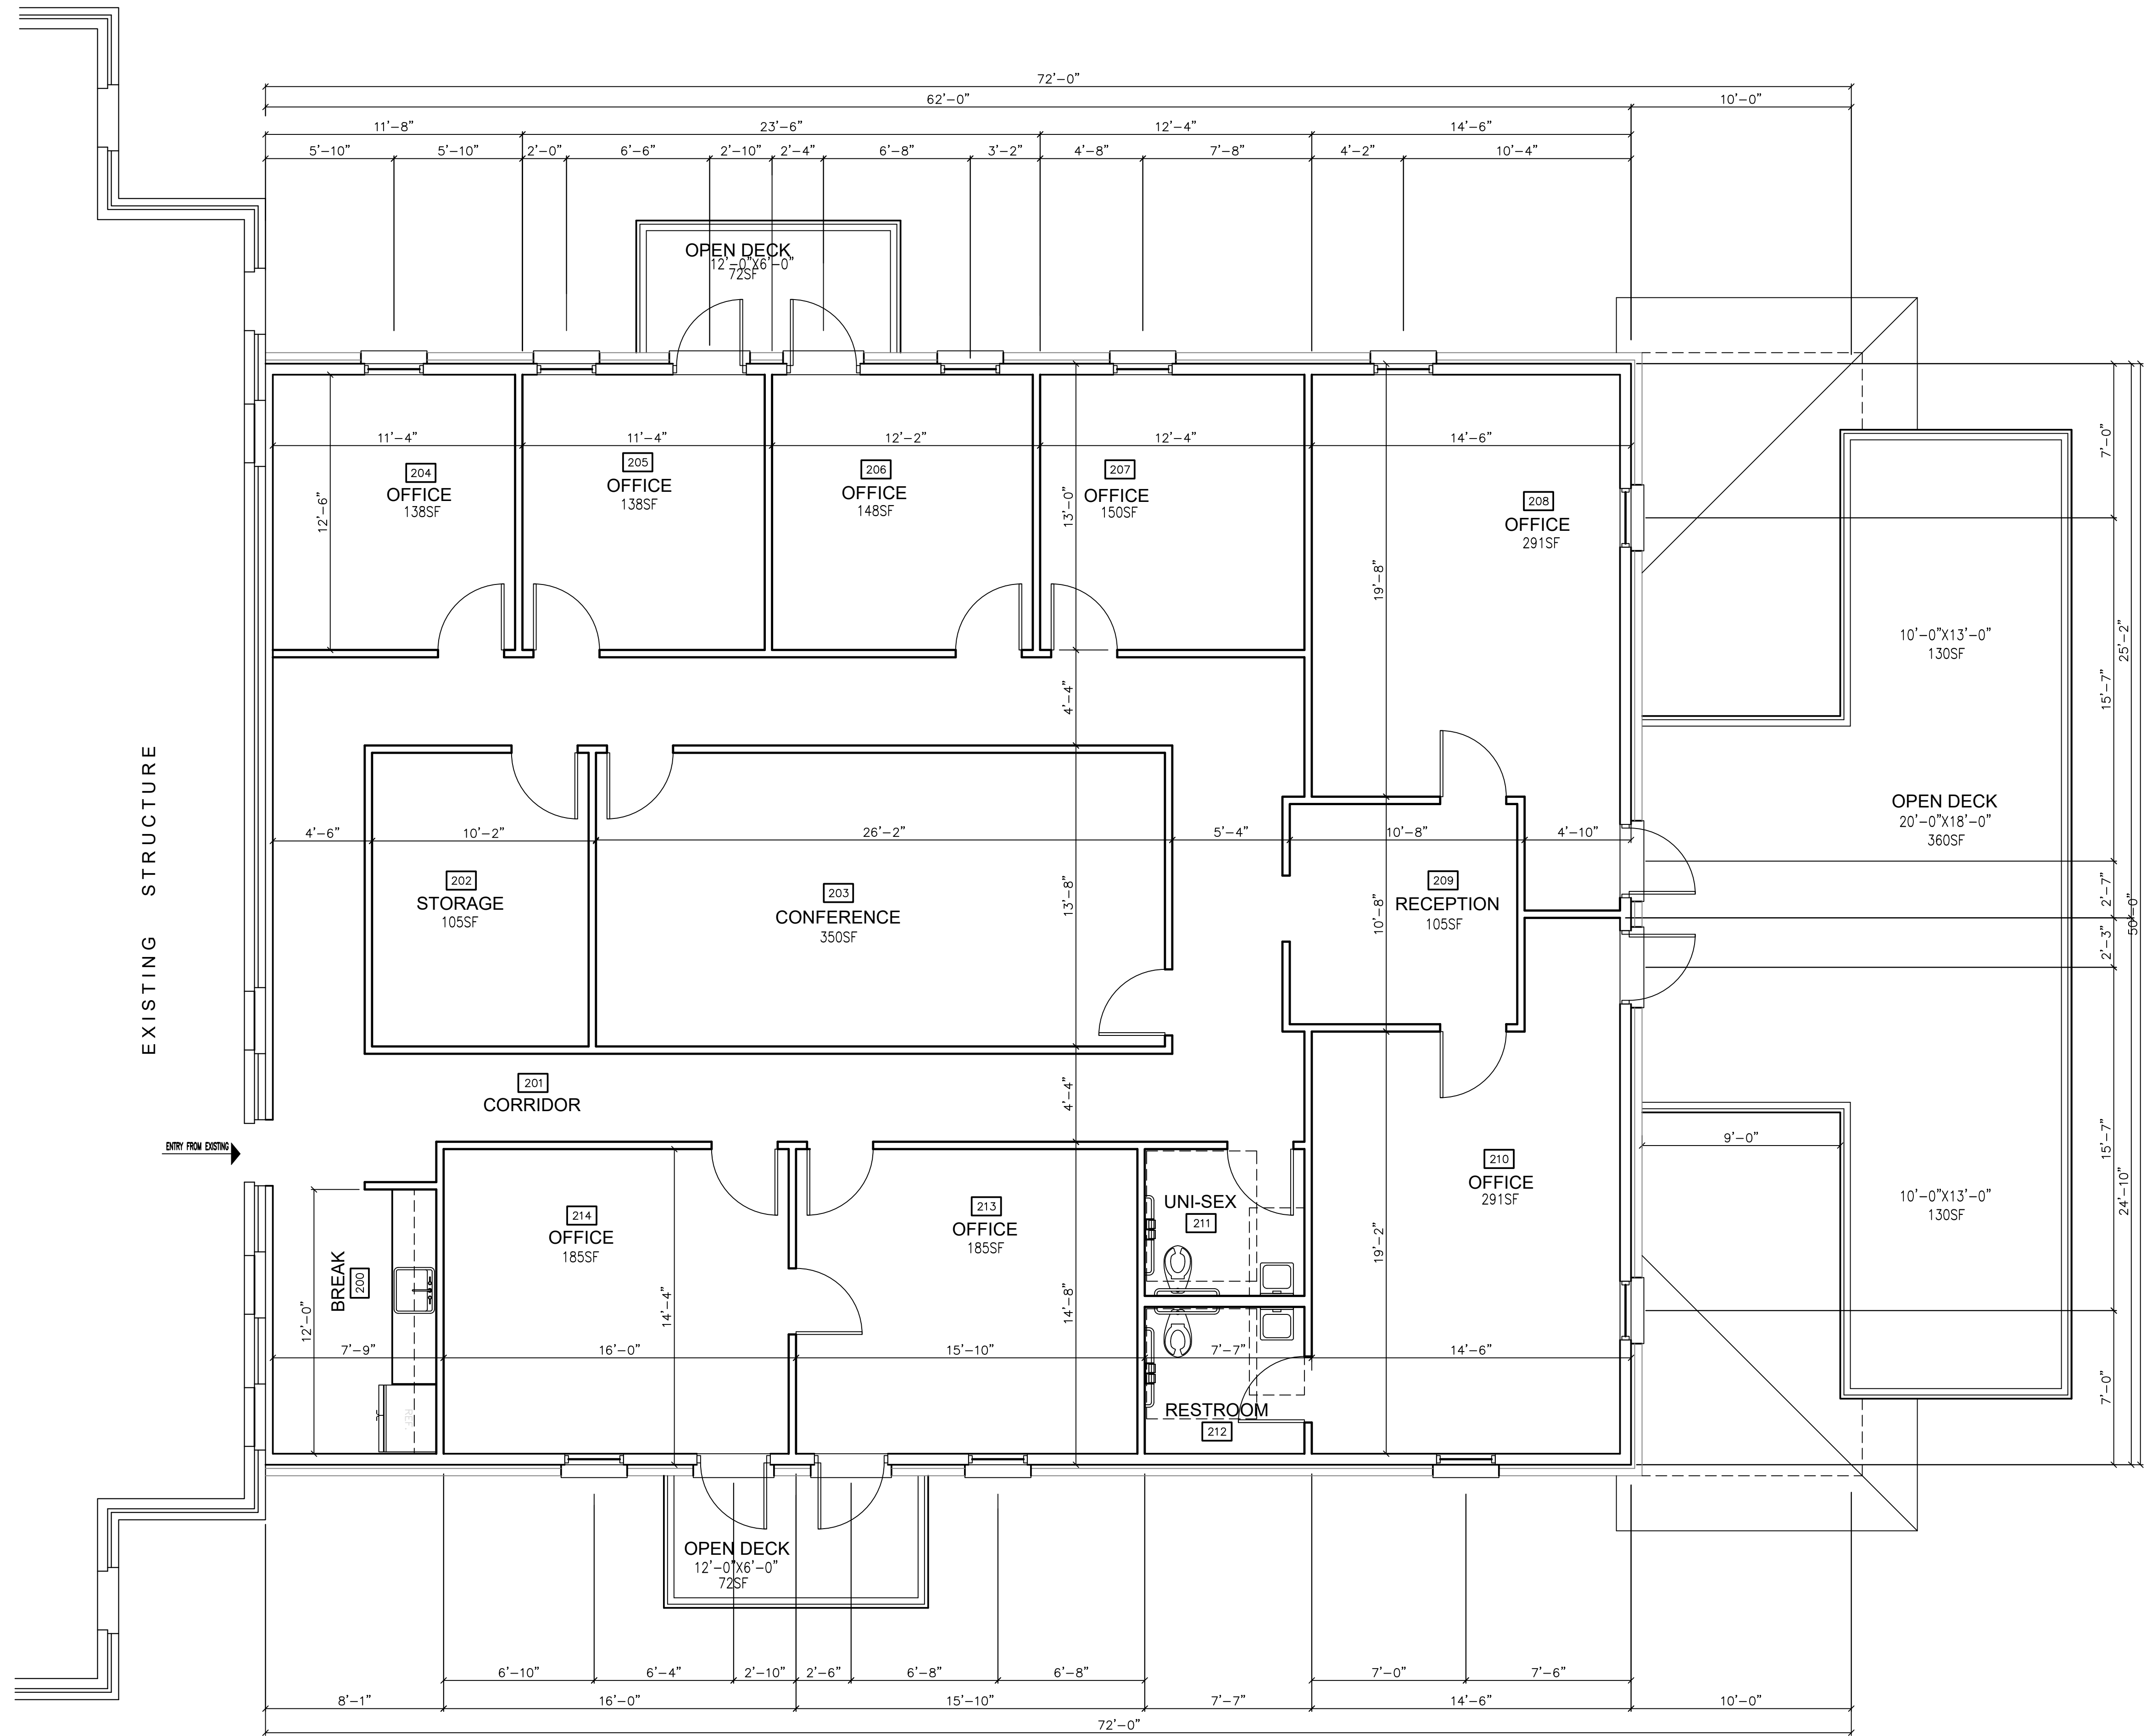 72'-0"
62'-0" 10'-0"
11'-8" 23'-6" 12'-4" 14'-6"
5'-10" 5'-10" 2'-0" 6'-6" 2'-10" 2'-4" 6'-8" 3'-2" 4'-8" 7'-8" 4'-2" 10'-4"
OPEN DECK
12'-0"X6'-0"
72SF
11'-4" 11'-4" 12'-2" 12'-4" 14'-6"
12'-6"
204
OFFICE
138SF
205
OFFICE
138SF
206
OFFICE
148SF
13'-0"
207
OFFICE
150SF
19'-8"
208
OFFICE
291SF
7'-0"
15'-7"
25'-2"
10'-0"X13'-0"
130SF
4'-4"
EXISTING STRUCTURE
4'-6" 10'-2" 26'-2" 5'-4" 10'-8" 4'-10"
202
STORAGE
105SF
203
CONFERENCE
350SF
13'-8"
10'-8"
209
RECEPTION
105SF
OPEN DECK
20'-0"X18'-0"
360SF
2'-7"
50'-0"
2'-3"
201
CORRIDOR
4'-4"
ENTRY FROM EXISTING
9'-0"
15'-7"
24'-10"
10'-0"X13'-0"
130SF
BREAK
200
12'-0"
214
OFFICE
185SF
14'-4"
213
OFFICE
185SF
14'-8"
UNI-SEX
211
210
OFFICE
291SF
19'-2"
7'-9" 16'-0" 15'-10" 7'-7" 14'-6"
REF.
RESTROOM
212
7'-0"
OPEN DECK
12'-0"X6'-0"
72SF
6'-10" 6'-4" 2'-10" 2'-6" 6'-8" 6'-8" 7'-0" 7'-6"
8'-1" 16'-0" 15'-10" 7'-7" 14'-6" 10'-0"
72'-0"